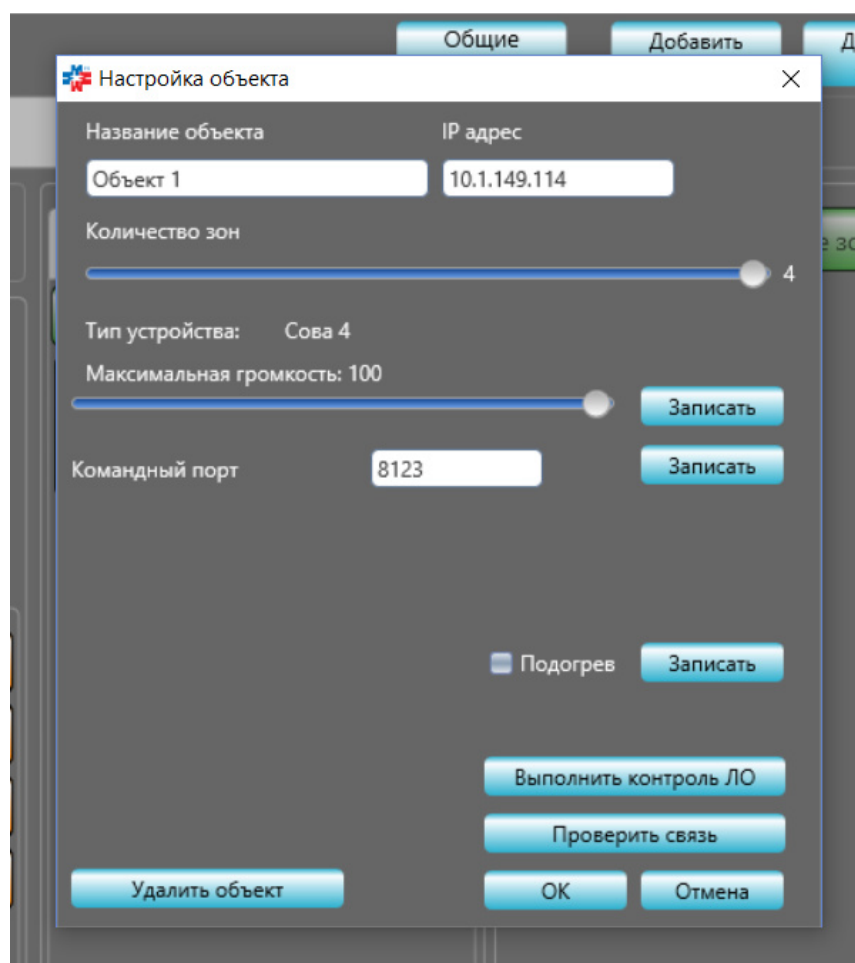 Общие
Добавить
Настройка объекта
Название объекта
IP адрес
Объект 1
10.1.149.114
Количество зон
4
Тип устройства: Сова 4
Максимальная громкость: 100
Записать
Командный порт
8123
Записать
Подогрев
Записать
Выполнить контроль ЛО
Проверить связь
Удалить объект
ОК
Отмена